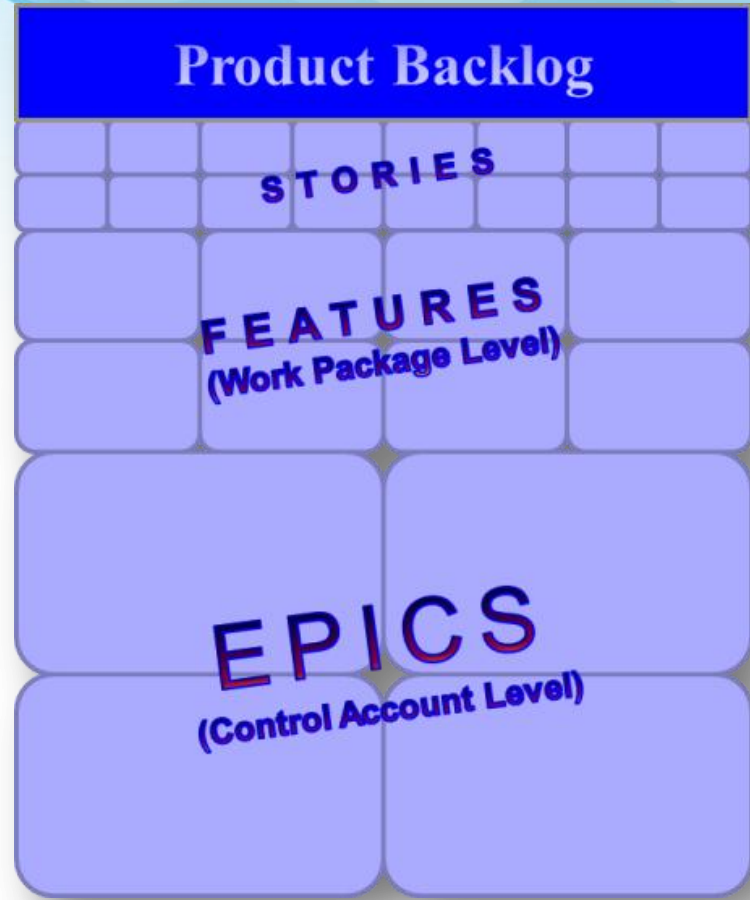 Product Backlog
STORIES
FEATURES
(Work Package Level)
EPICS
(Control Account Level)